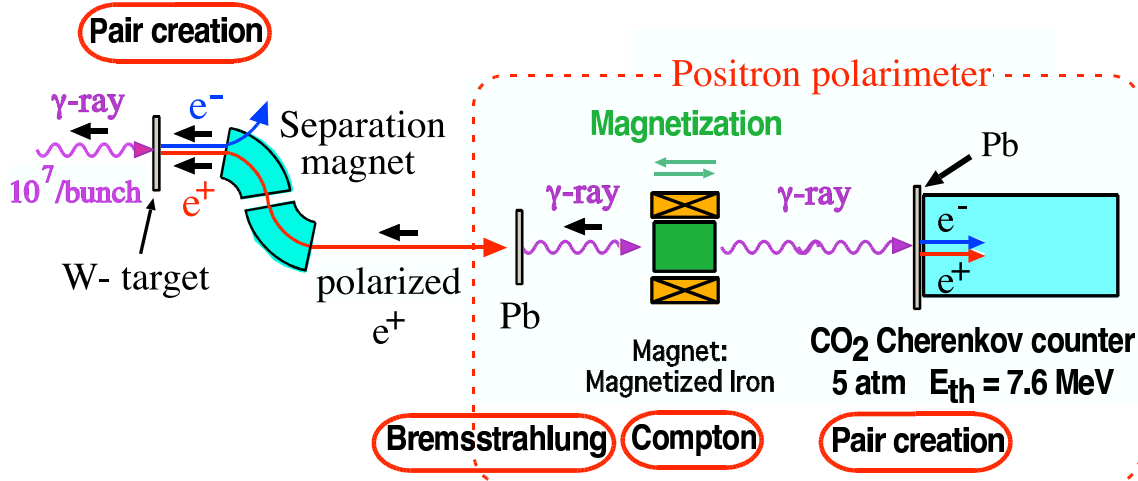 Pair creation
Positron polarimeter
γ-ray
e⁻
Separation
magnet
Magnetization
Pb
10⁷/bunch
e⁺
γ-ray
γ-ray
e⁻
e⁺
W- target
polarized
e⁺
Pb
Magnet:
Magnetized Iron
CO₂ Cherenkov counter
5 atm Eth = 7.6 MeV
Bremsstrahlung
Compton
Pair creation